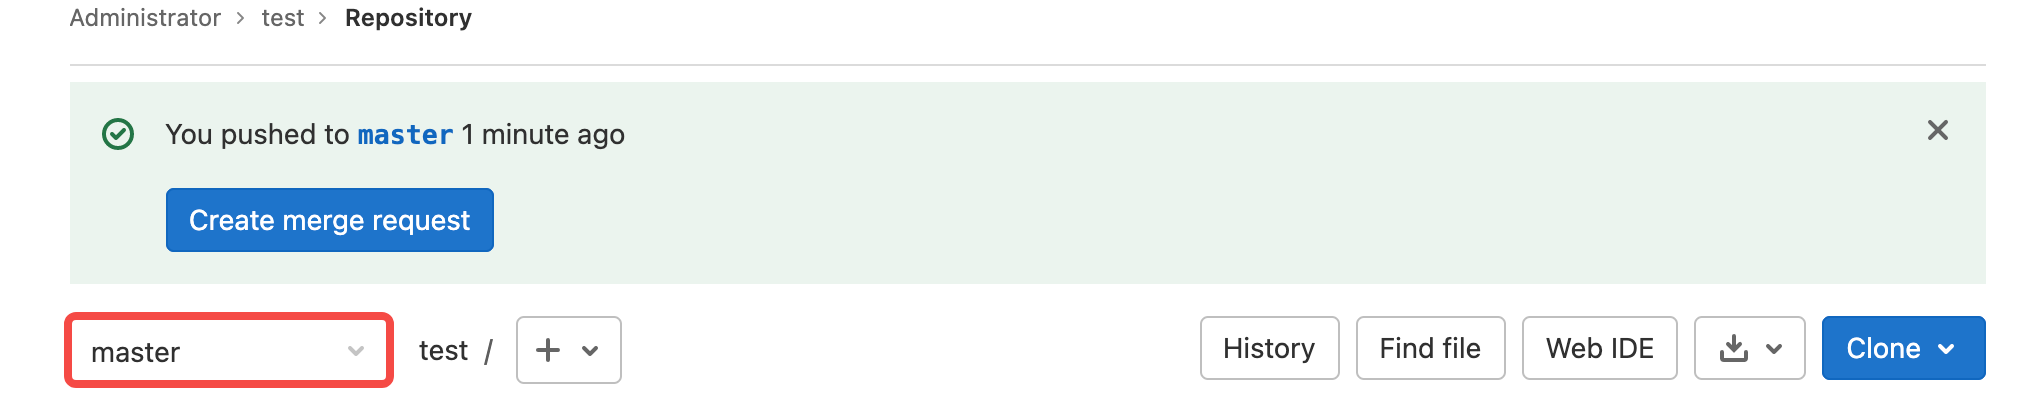 Administrator > test > Repository
You pushed to master 1 minute ago
Create merge request
master test / + History Find file Web IDE Clone